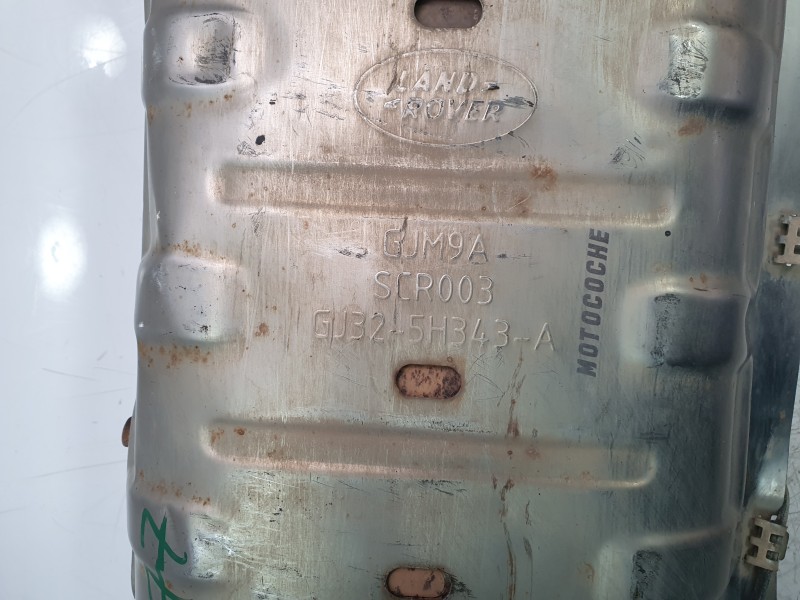 LAND-
ROVER
GJM9A
SCR003
GJ32-5H343-A
MOTOCOCHE